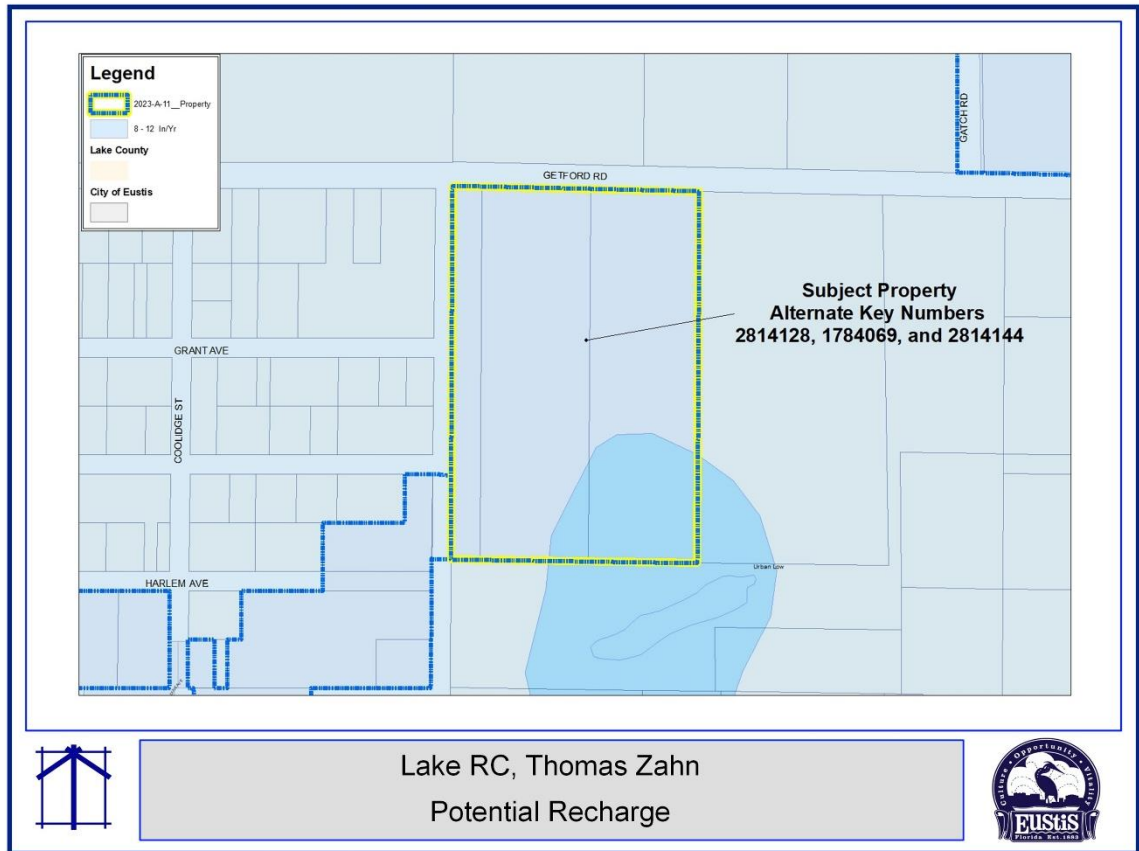 Legend
2023-A-11__Property
8 - 12 In/Yr
Lake County
City of Eustis
GETFORD RD
GATCH RD
Subject Property
Alternate Key Numbers
2814128, 1784069, and 2814144
GRANT AVE
COOLIDGE ST
Urban Low
HARLEM AVE
Lake RC, Thomas Zahn
Potential Recharge
Culture • Opportunity • Vitality
EUSTIS
Florida Est. 1883